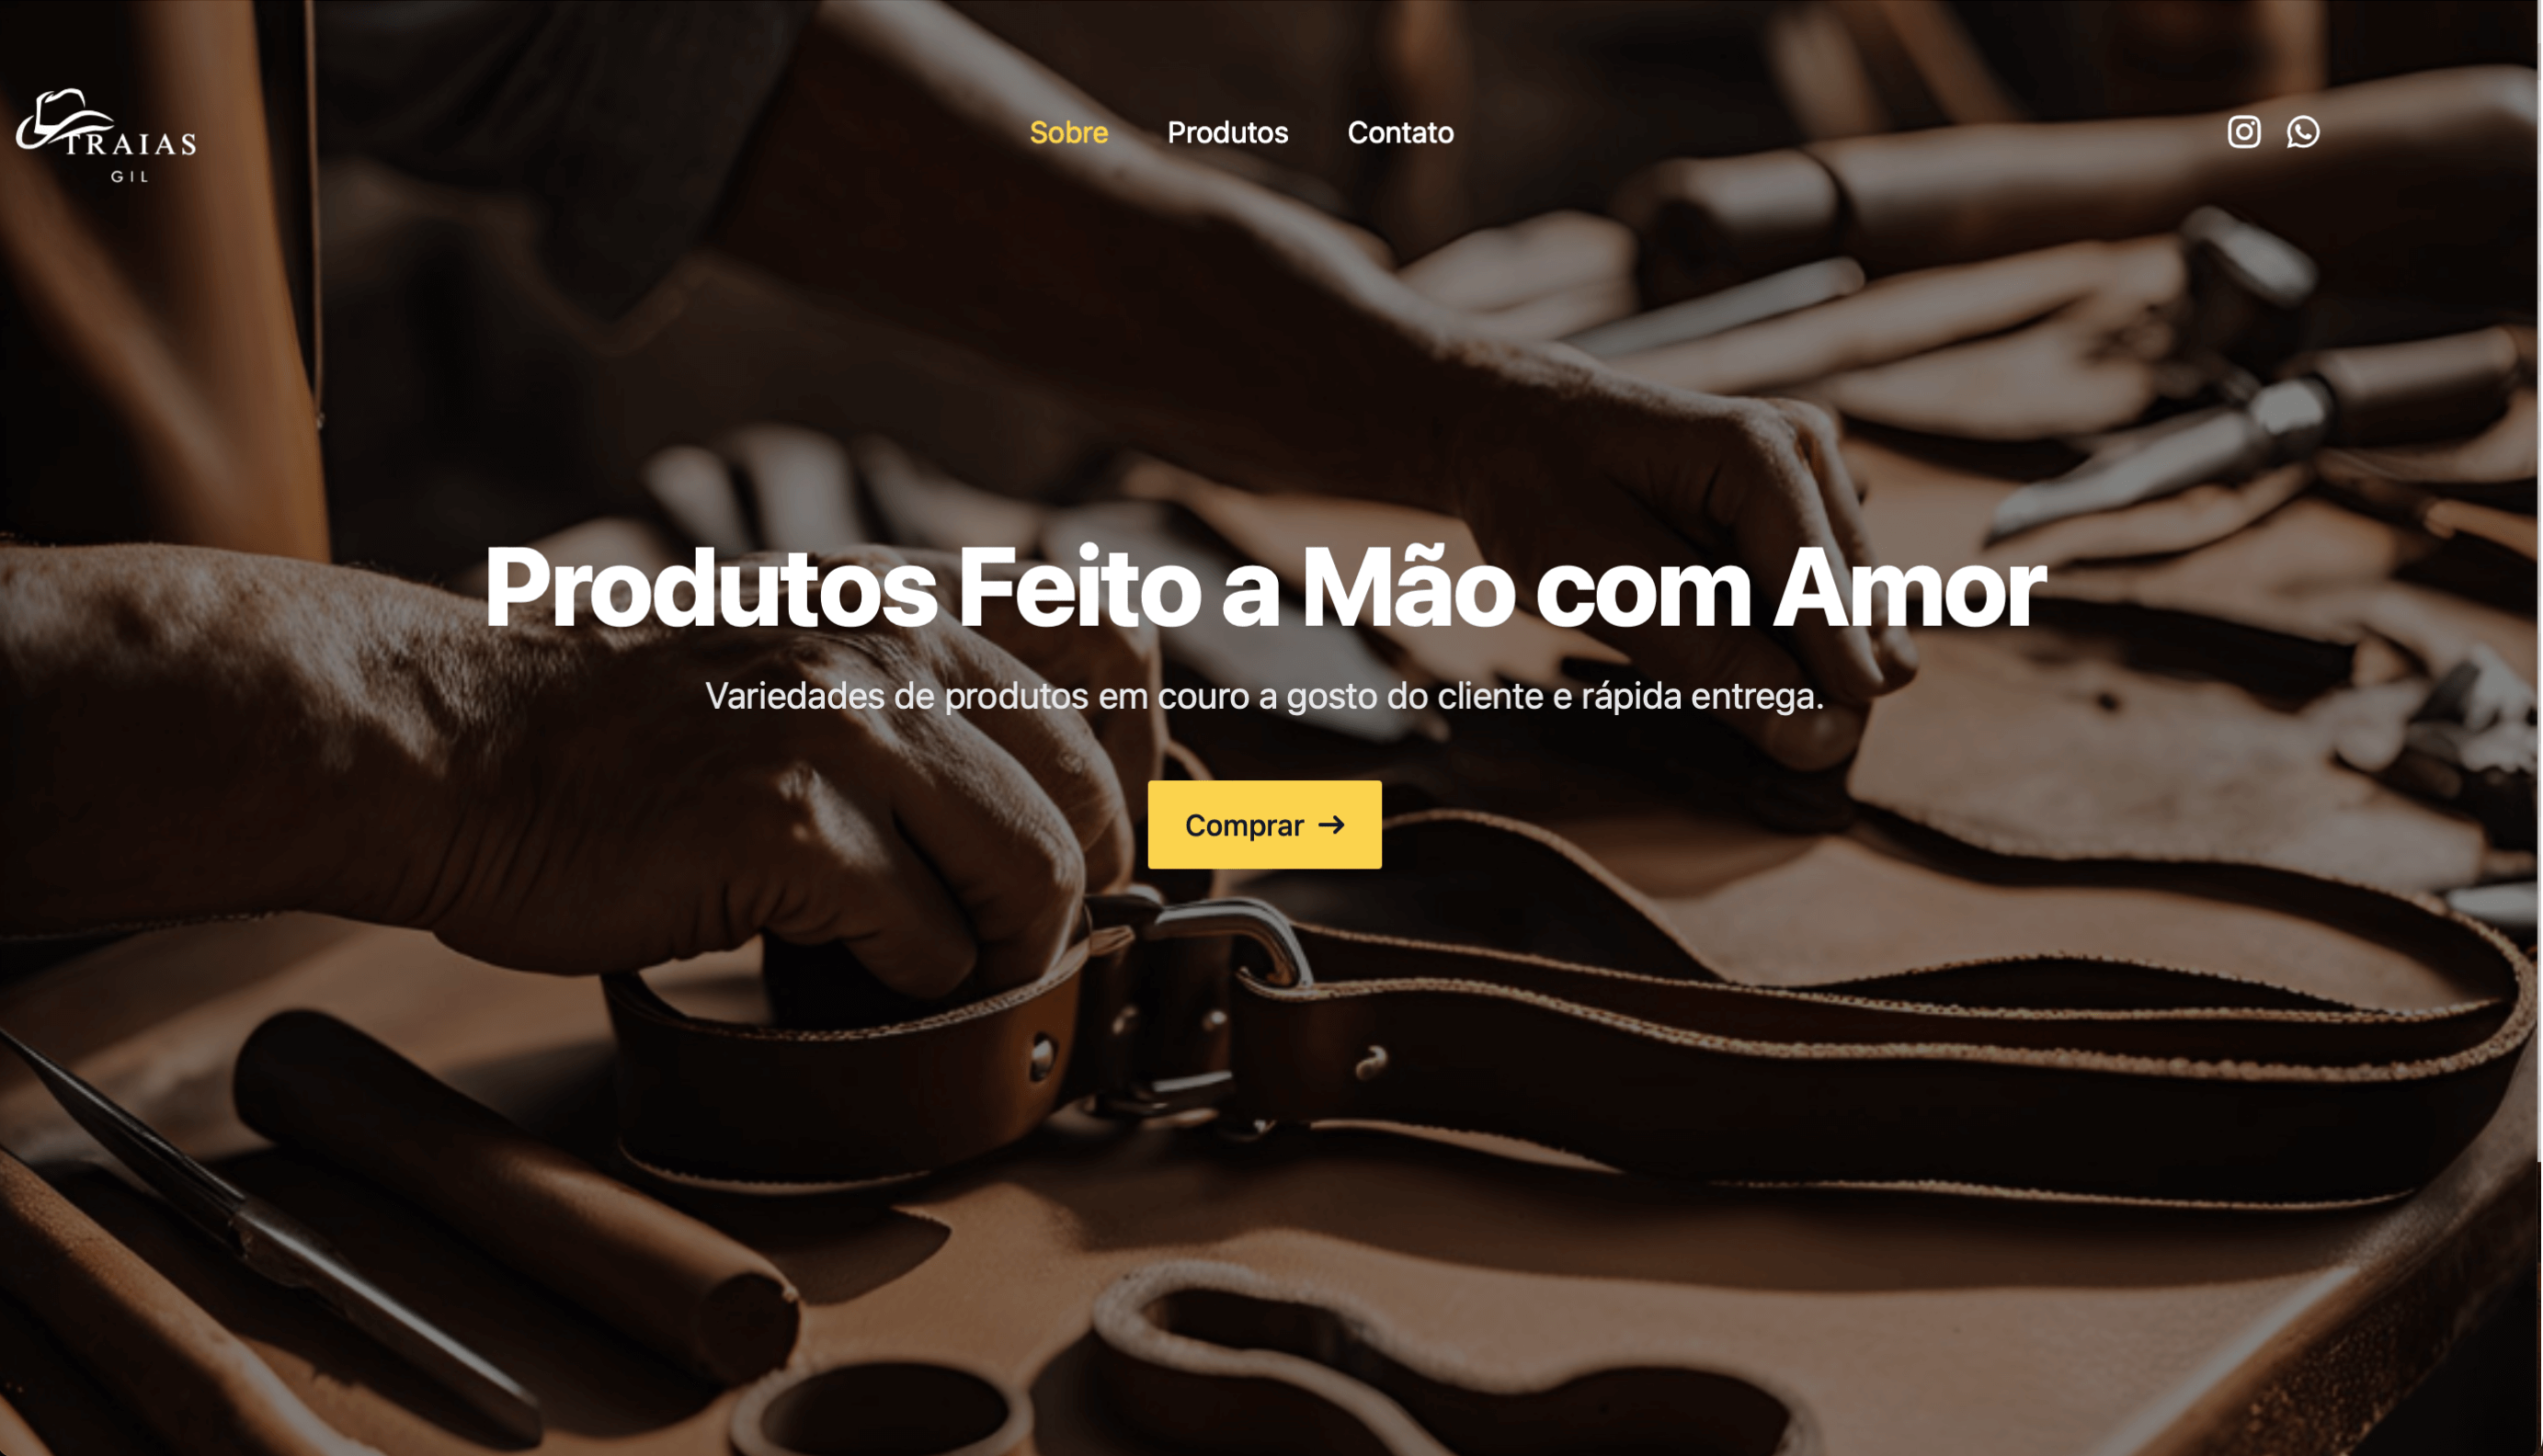 TRAIAS
GIL
Sobre
Produtos
Contato
Produtos Feito a Mão com Amor
Variedades de produtos em couro a gosto do cliente e rápida entrega.
Comprar →